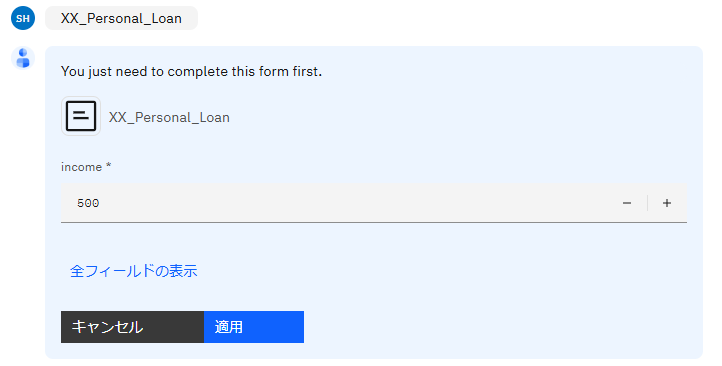 SH XX_Personal_Loan
You just need to complete this form first.
XX_Personal_Loan
income *
500
全フィールドの表示
キャンセル 適用